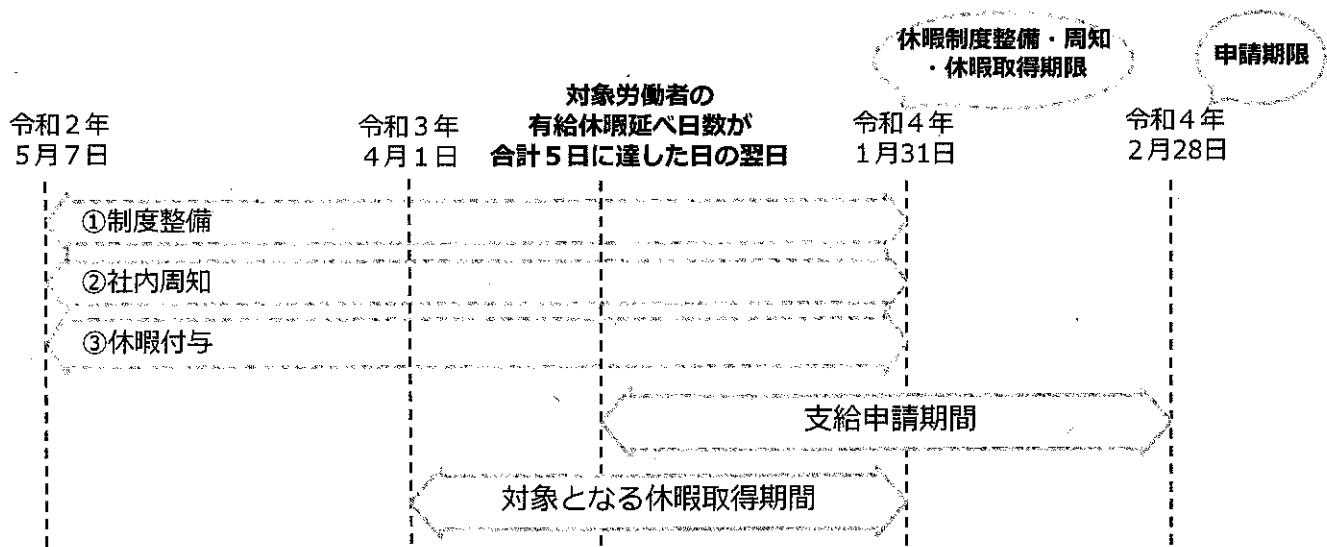 休暇制度整備・周知
・休暇取得期限
申請期限
令和2年
5月7日
令和3年
4月1日
対象労働者の
有給休暇延べ日数が
合計5日に達した日の翌日
令和4年
1月31日
令和4年
2月28日
①制度整備
②社内周知
③休暇付与
支給申請期間
対象となる休暇取得期間